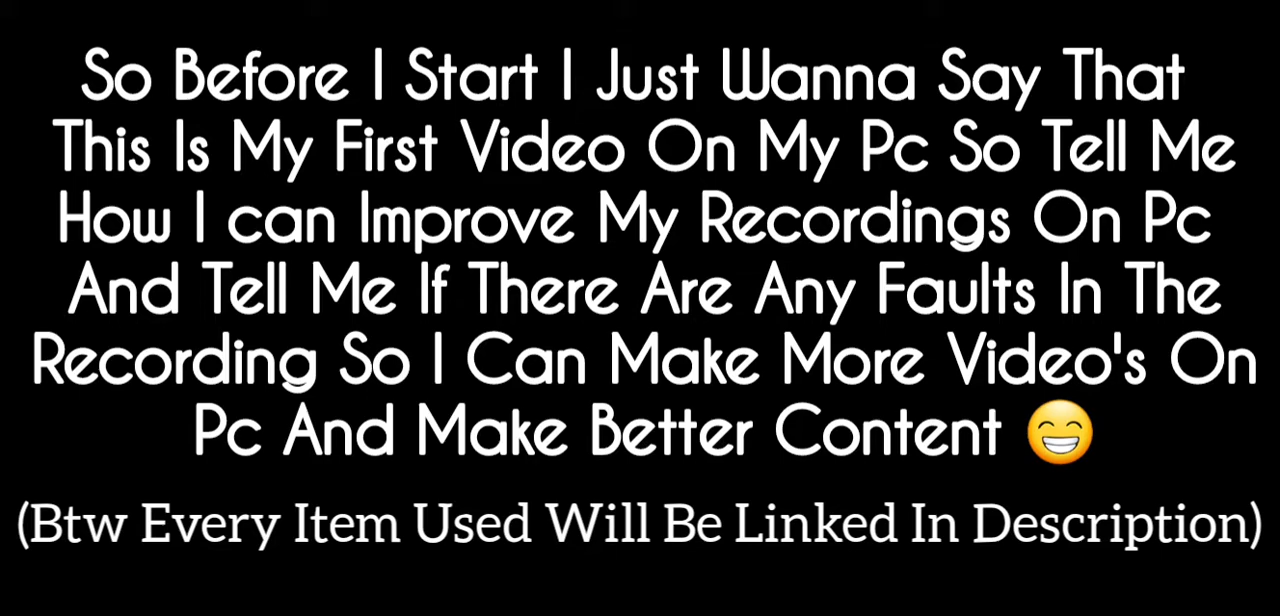 So Before I Start I Just Wanna Say That
This Is My First Video On My Pc So Tell Me
How I can Improve My Recordings On Pc
And Tell Me If There Are Any Faults In The
Recording So I Can Make More Video's On
Pc And Make Better Content 😁
(Btw Every Item Used Will Be Linked In Description)